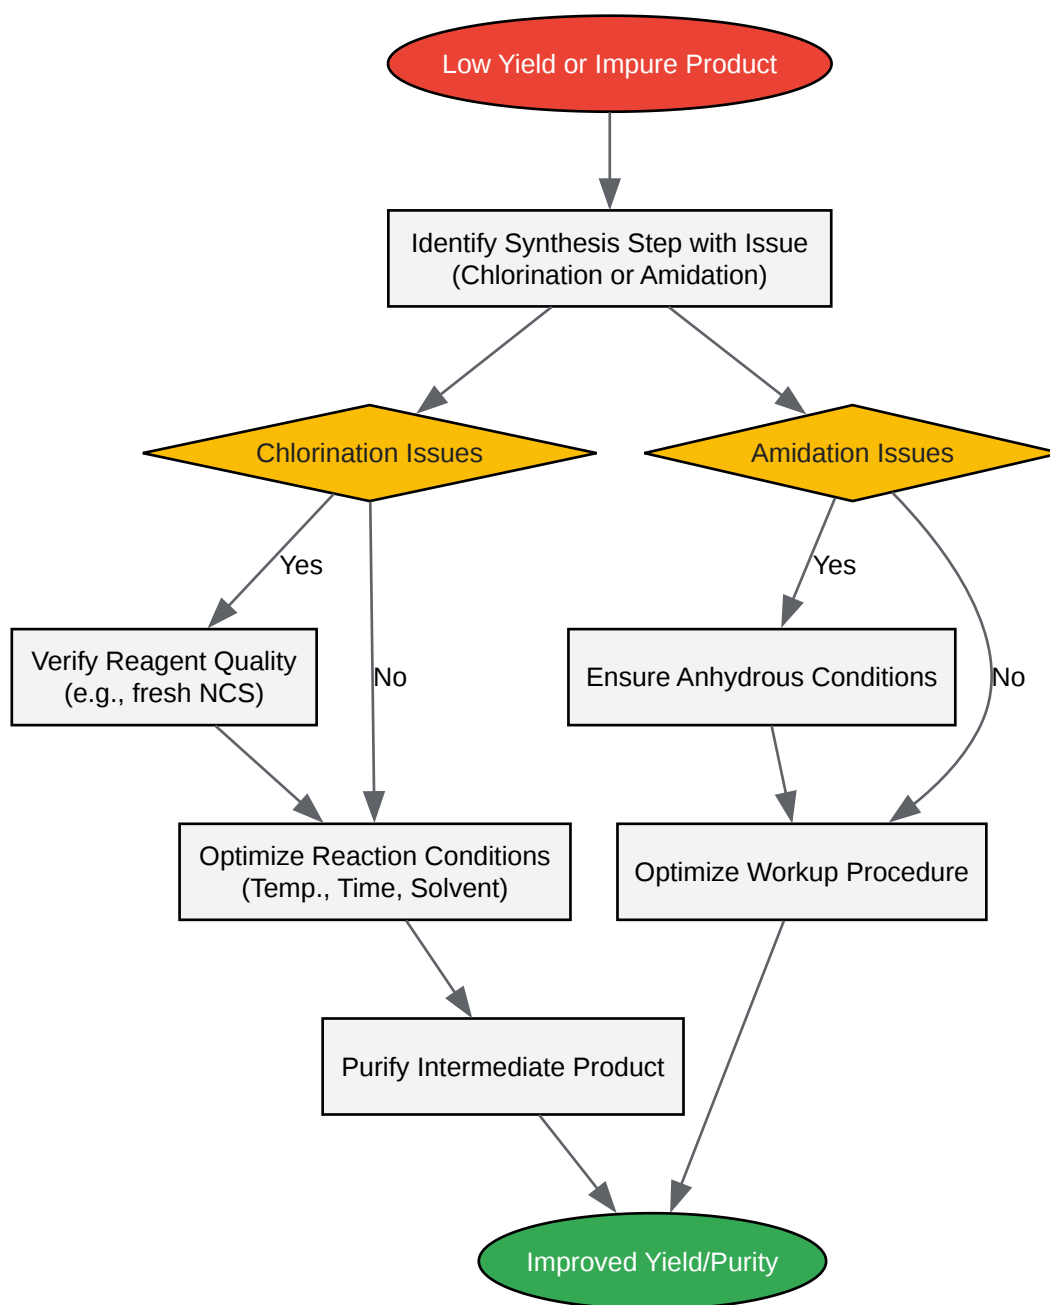 Low Yield or Impure Product
Identify Synthesis Step with Issue
(Chlorination or Amidation)
Chlorination Issues
Amidation Issues
Yes
Yes
Verify Reagent Quality
(e.g., fresh NCS)
No
Ensure Anhydrous Conditions
No
Optimize Reaction Conditions
(Temp., Time, Solvent)
Optimize Workup Procedure
Purify Intermediate Product
Improved Yield/Purity